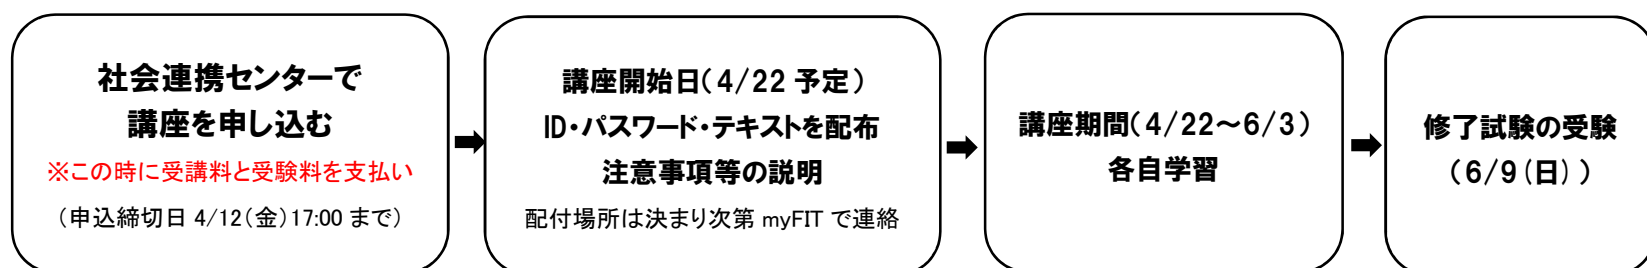 社会連携センターで
講座を申し込む
※この時に受講料と受験料を支払い
（申込締切日 4/12（金）17:00 まで）
講座開始日（4/22 予定）
ID・パスワード・テキストを配布
注意事項等の説明
配付場所は決まり次第 myFIT で連絡
講座期間（4/22～6/3）
各自学習
修了試験の受験
（6/9（日））